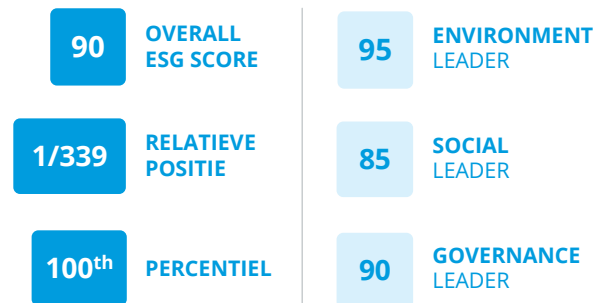 90
OVERALL
ESG SCORE
1/339
RELATIEVE
POSITIE
100th
PERCENTIEL
95
ENVIRONMENT
LEADER
85
SOCIAL
LEADER
90
GOVERNANCE
LEADER